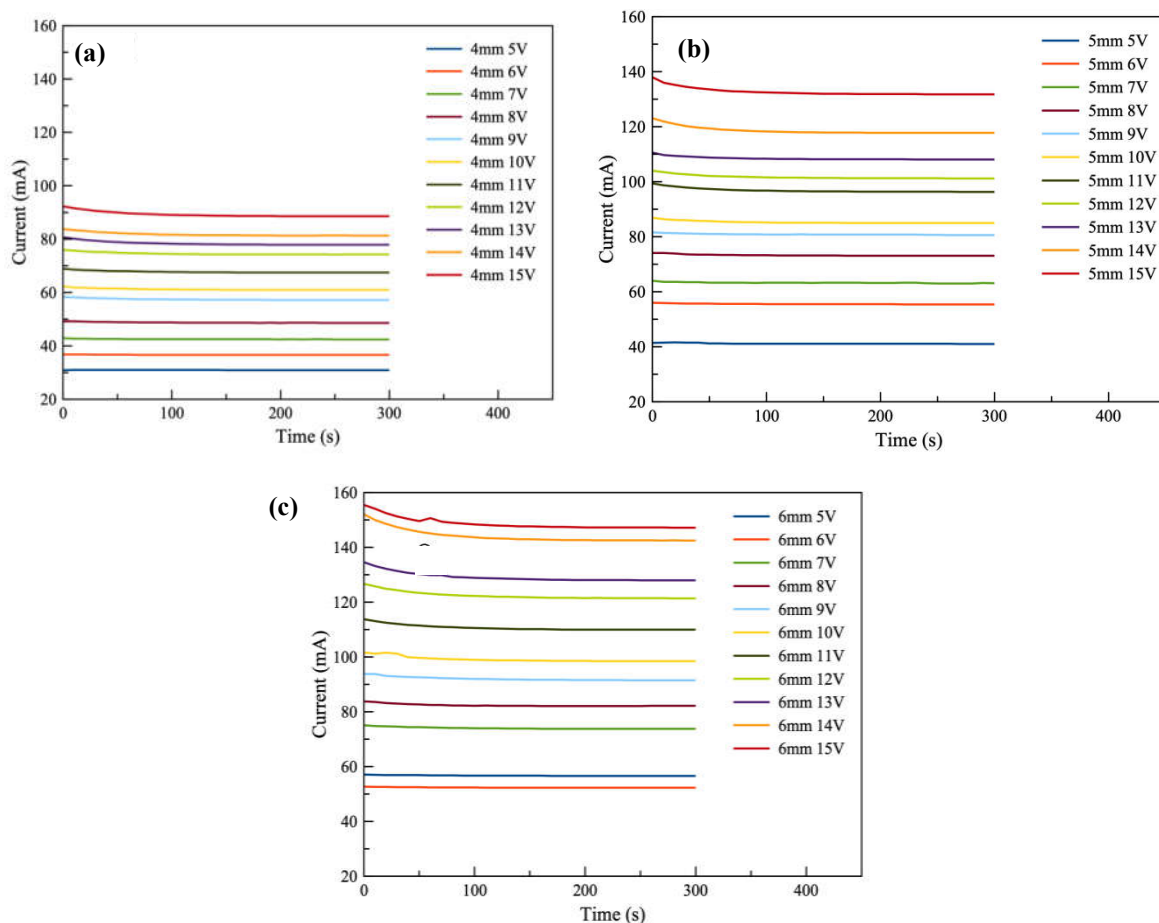 (a)
160
140
120
100
80
60
40
20
Current (mA)
0
100
200
300
400
Time (s)
4mm 5V
4mm 6V
4mm 7V
4mm 8V
4mm 9V
4mm 10V
4mm 11V
4mm 12V
4mm 13V
4mm 14V
4mm 15V
(b)
160
140
120
100
80
60
40
20
Current (mA)
0
100
200
300
400
Time (s)
5mm 5V
5mm 6V
5mm 7V
5mm 8V
5mm 9V
5mm 10V
5mm 11V
5mm 12V
5mm 13V
5mm 14V
5mm 15V
(c)
160
140
120
100
80
60
40
20
Current (mA)
0
100
200
300
400
Time (s)
6mm 5V
6mm 6V
6mm 7V
6mm 8V
6mm 9V
6mm 10V
6mm 11V
6mm 12V
6mm 13V
6mm 14V
6mm 15V